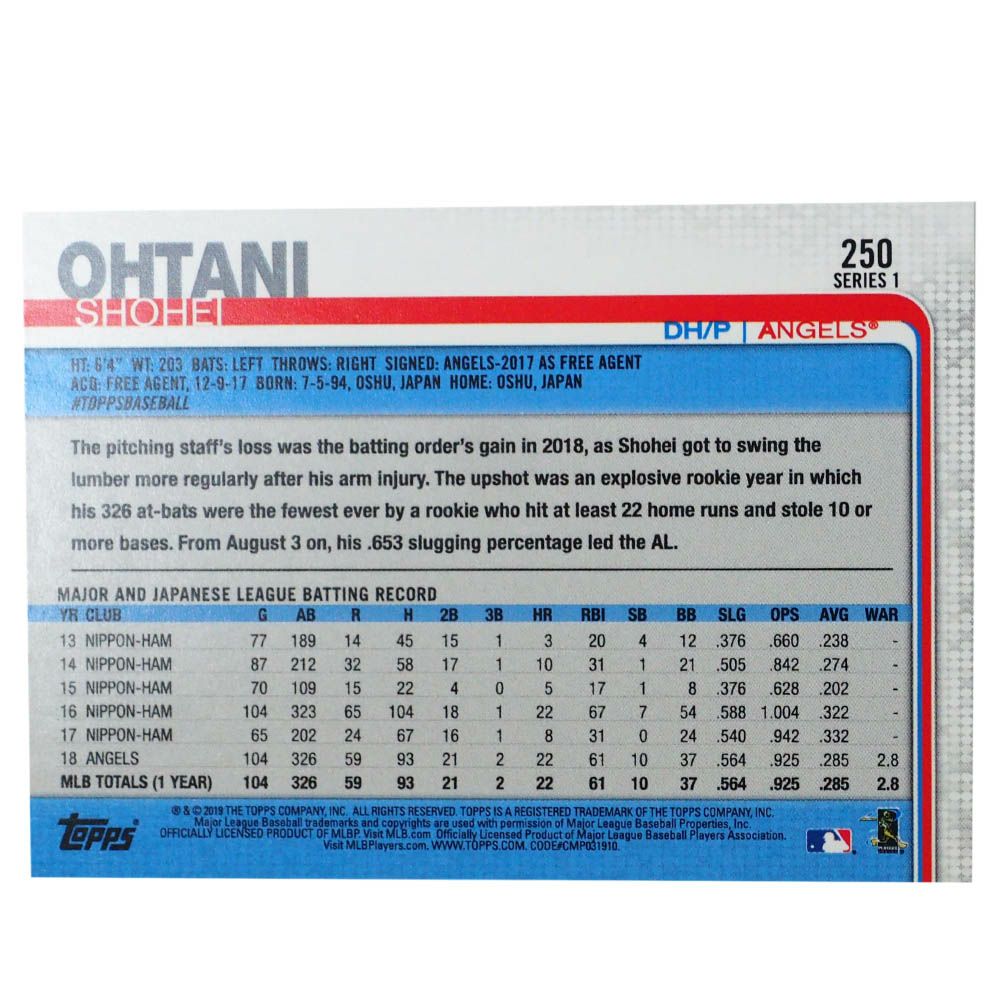 OHTANI
SHOHEI
250
SERIES 1
DH/P | ANGELS®
HT: 6'4" WT: 203 BATS: LEFT THROWS: RIGHT SIGNED: ANGELS-2017 AS FREE AGENT
ACQ: FREE AGENT, 12-9-17 BORN: 7-5-94, OSHU, JAPAN HOME: OSHU, JAPAN
#TOPPSBASEBALL
The pitching staff's loss was the batting order's gain in 2018, as Shohei got to swing the
lumber more regularly after his arm injury. The upshot was an explosive rookie year in which
his 326 at-bats were the fewest ever by a rookie who hit at least 22 home runs and stole 10 or
more bases. From August 3 on, his .653 slugging percentage led the AL.
MAJOR AND JAPANESE LEAGUE BATTING RECORD
YR CLUB G AB R H 2B 3B HR RBI SB BB SLG OPS AVG WAR
13 NIPPON-HAM 77 189 14 45 15 1 3 20 4 12 .376 .660 .238 -
14 NIPPON-HAM 87 212 32 58 17 1 10 31 1 21 .505 .842 .274 -
15 NIPPON-HAM 70 109 15 22 4 0 5 17 1 8 .376 .628 .202 -
16 NIPPON-HAM 104 323 65 104 18 1 22 67 7 54 .588 1.004 .322 -
17 NIPPON-HAM 65 202 24 67 16 1 8 31 0 24 .540 .942 .332 -
18 ANGELS 104 326 59 93 21 2 22 61 10 37 .564 .925 .285 2.8
MLB TOTALS (1 YEAR) 104 326 59 93 21 2 22 61 10 37 .564 .925 .285 2.8
topps®
® & © 2019 THE TOPPS COMPANY, INC. ALL RIGHTS RESERVED. TOPPS IS A REGISTERED TRADEMARK OF THE TOPPS COMPANY, INC.
Major League Baseball trademarks and copyrights are used with permission of Major League Baseball Properties, Inc.
OFFICIALLY LICENSED PRODUCT OF MLBP. Visit MLB.com Officially Licensed Product of Major League Baseball Players Association.
Visit MLBPlayers.com. WWW.TOPPS.COM. CODE#CMP031910.